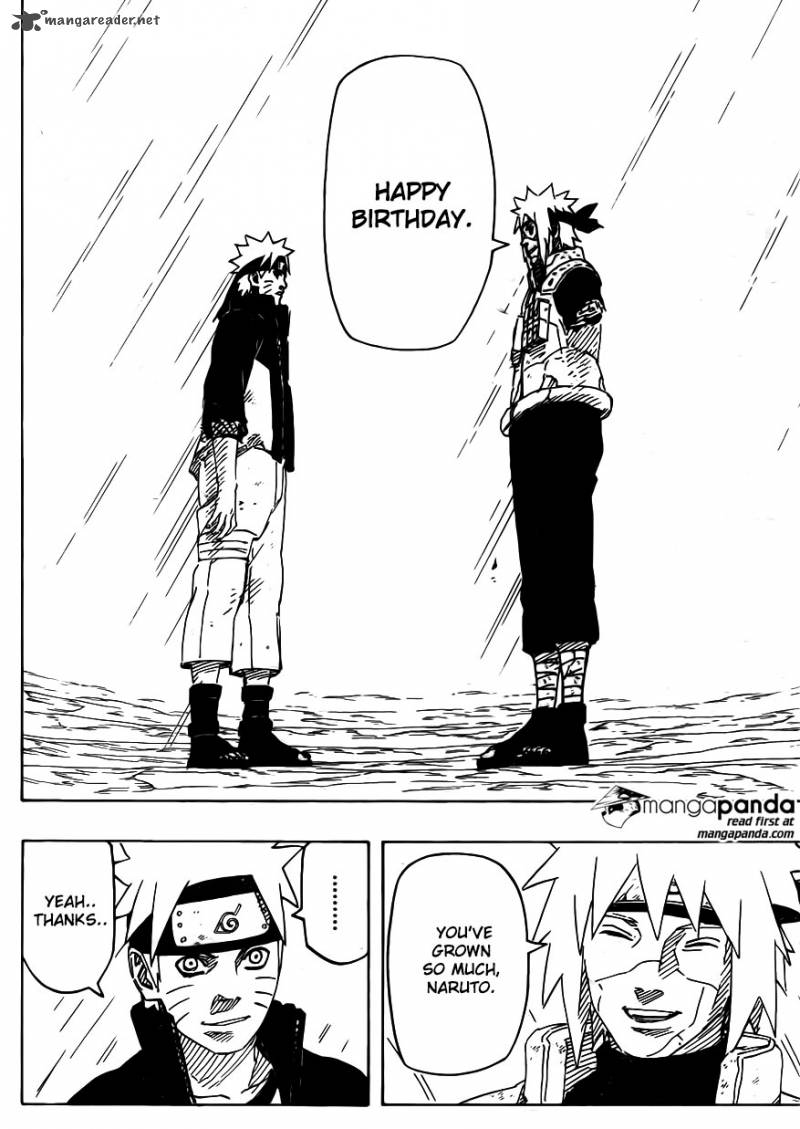 mangareader.net
HAPPY
BIRTHDAY.
mangapanda
read first at
mangapanda.com
YOU'VE
GROWN
SO MUCH,
NARUTO.
.........
YEAH..
THANKS..